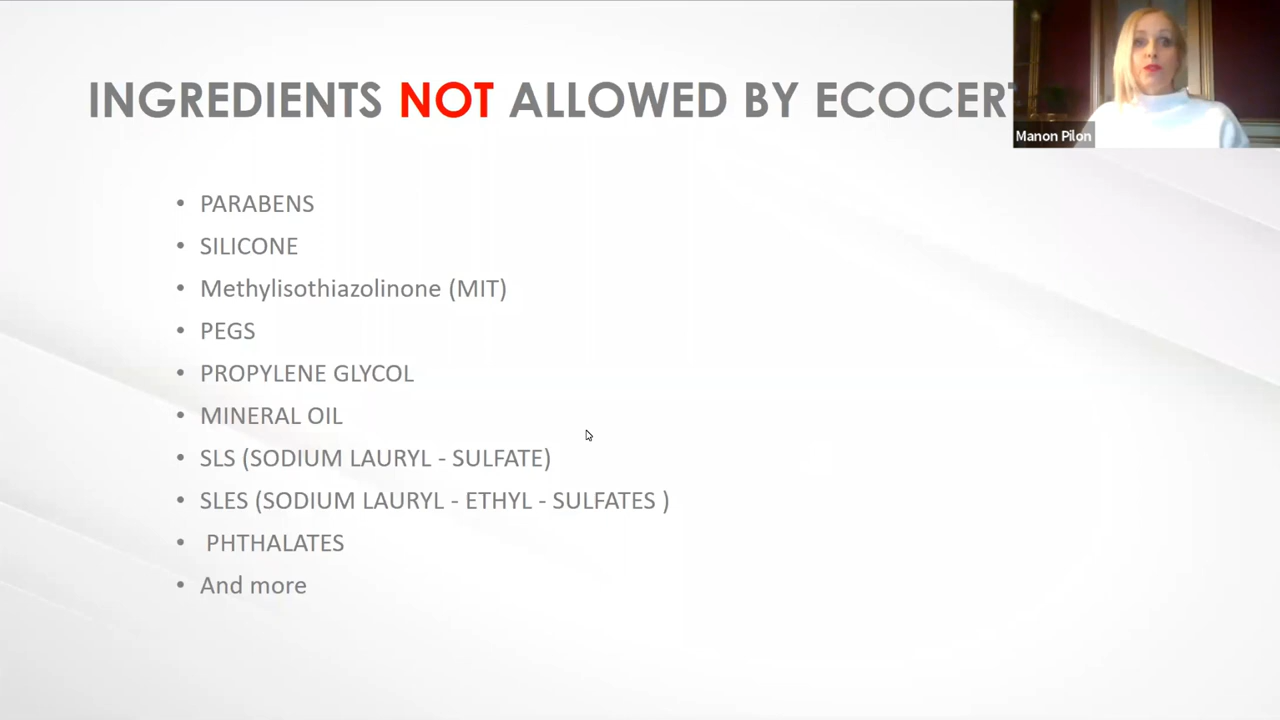 INGREDIENTS NOT ALLOWED BY ECOCERT
Manon Pilon
• PARABENS
• SILICONE
• Methylisothiazolinone (MIT)
• PEGS
• PROPYLENE GLYCOL
• MINERAL OIL
• SLS (SODIUM LAURYL - SULFATE)
• SLES (SODIUM LAURYL - ETHYL - SULFATES )
• PHTHALATES
• And more